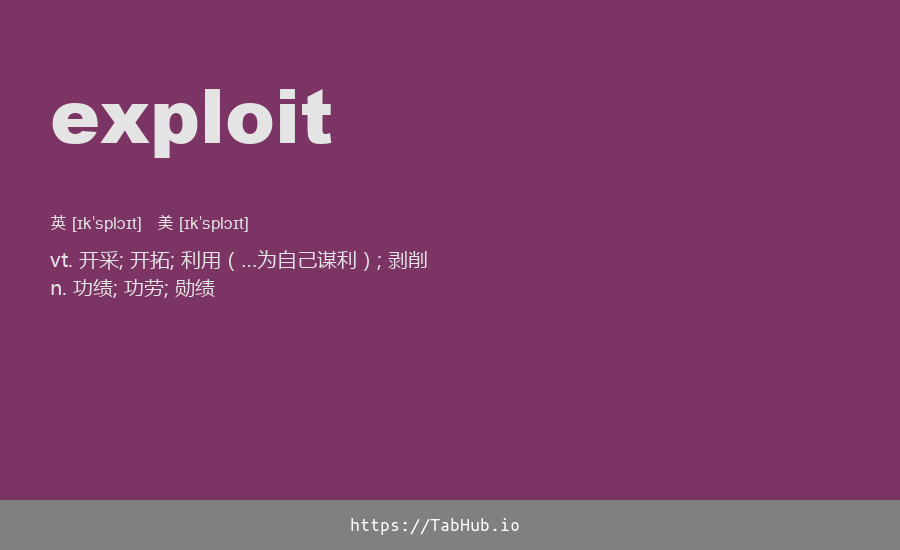 exploit
英 [ɪkˈsplɔɪt] 美 [ɪkˈsplɔɪt]
vt. 开采; 开拓; 利用 ( …为自己谋利 ) ; 剥削
n. 功绩; 功劳; 勋绩
https://TabHub.io